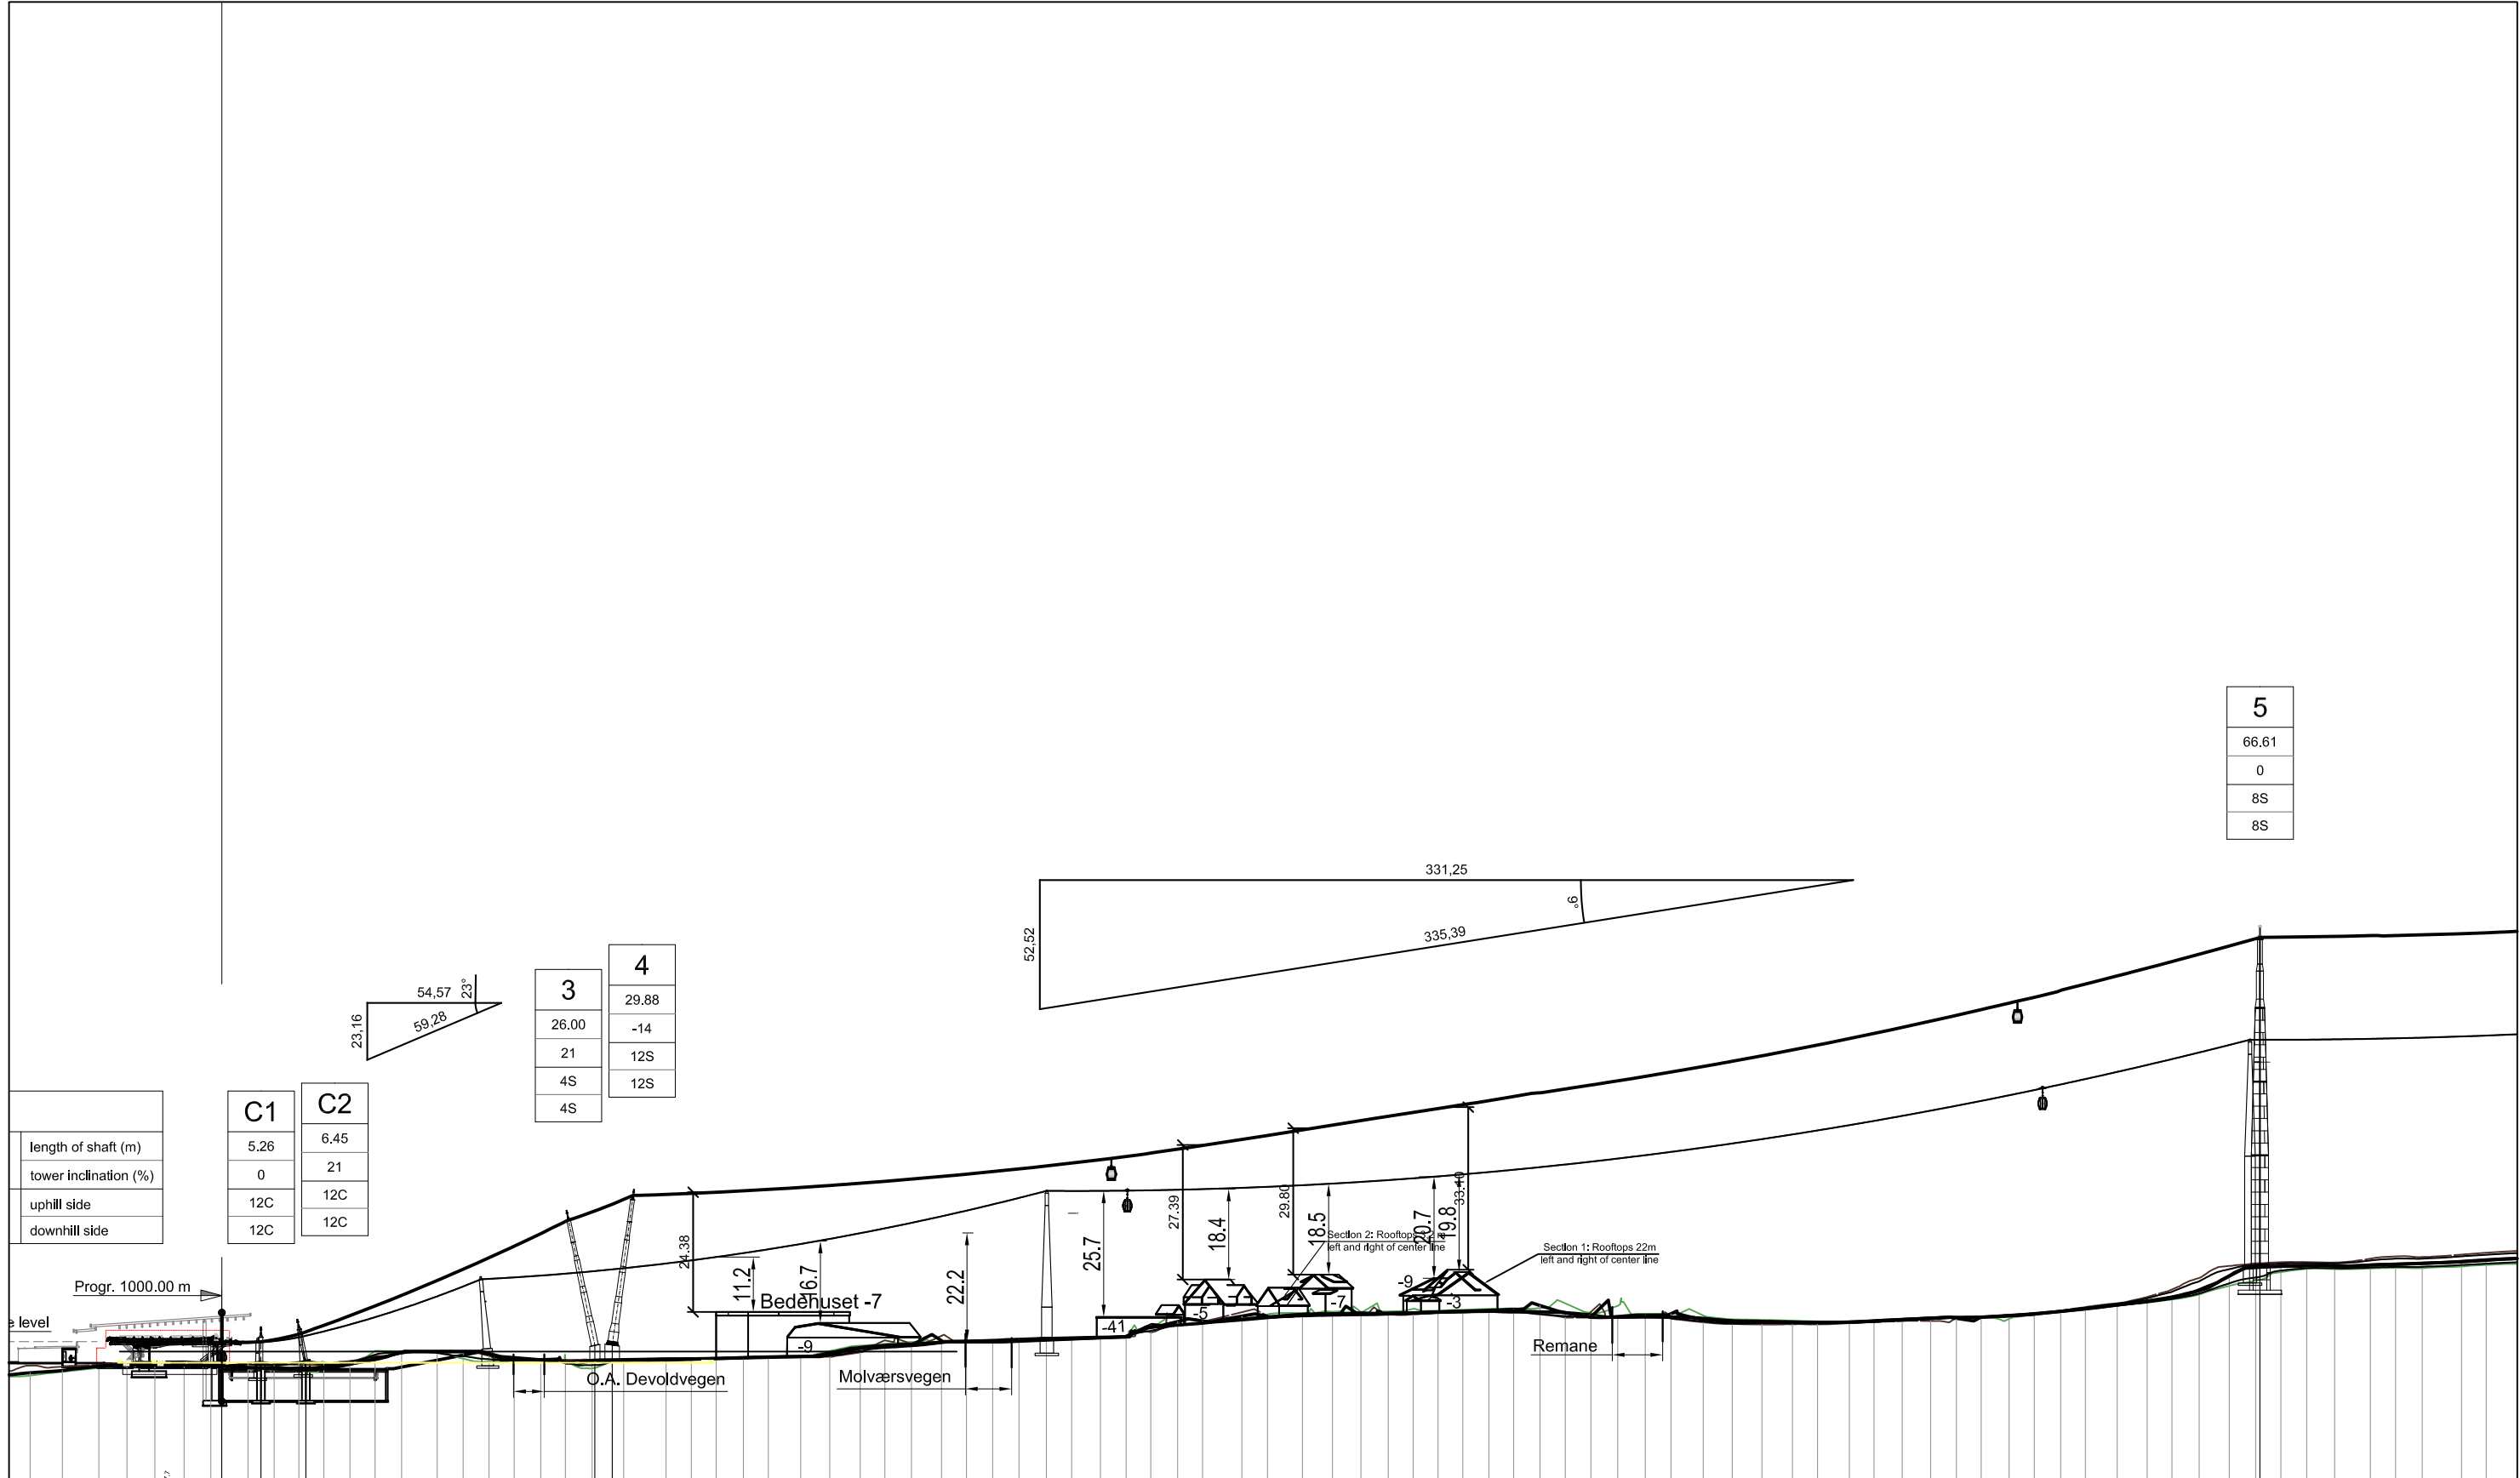 5
66.61
0
8S
8S
331,25
9°
335,39
52,52
4
29.88
-14
12S
12S
3
26.00
21
4S
4S
54,57
23°
59,28
23,16
C1
5.26
0
12C
12C
C2
6.45
21
12C
12C
length of shaft (m)
tower inclination (%)
uphill side
downhill side
Progr. 1000.00 m
e level
24.38
11.2
16.7
22.2
25.7
27.39
18.4
29.80
18.5
20.7
19.8
33.40
Section 2: Rooftops
left and right of center line
Section 1: Rooftops 22m
left and right of center line
Bedehuset -7
-9
-41
-5
-7
-9
-3
O.A. Devoldvegen
Molværsvegen
Remane